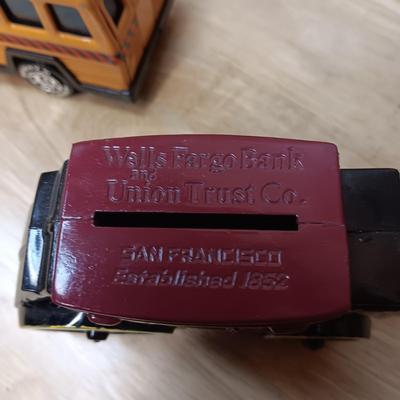 Wells Fargo Bank
and
Union Trust Co.
SAN FRANCISCO
Established 1852